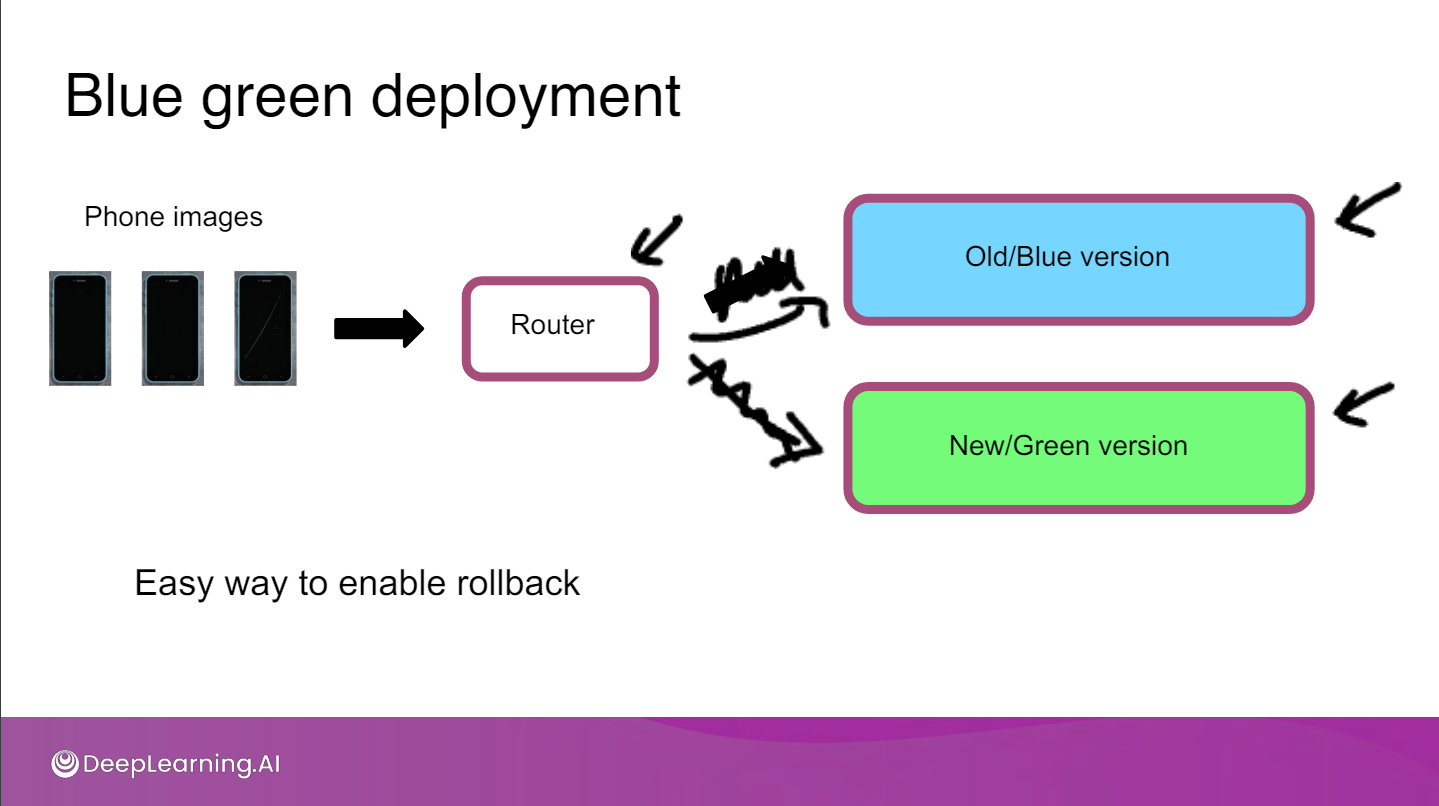 Blue green deployment
Phone images
Router
Old/Blue version
New/Green version
Easy way to enable rollback
DeepLearning.AI